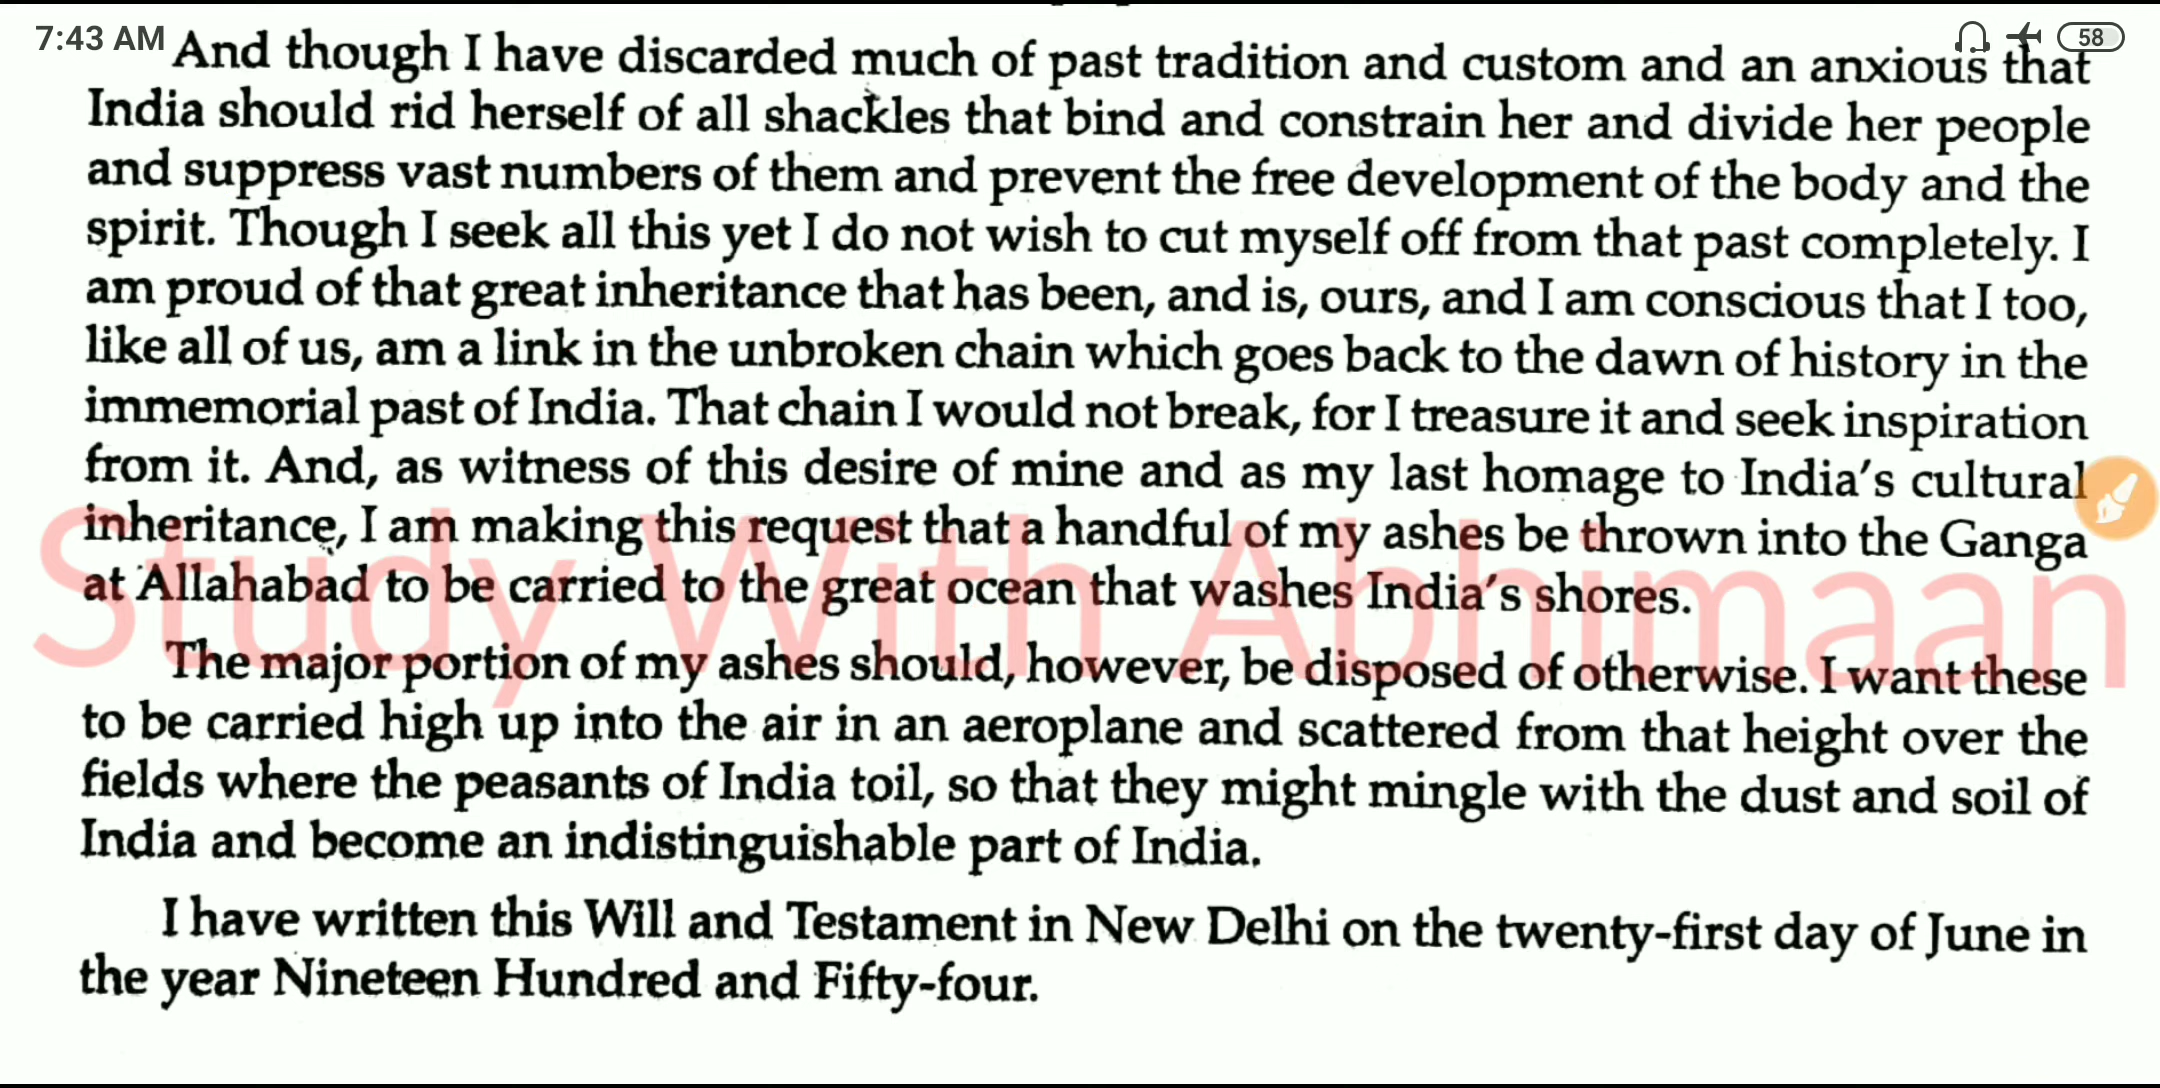 7:43 AM
58
And though I have discarded much of past tradition and custom and an anxious that
India should rid herself of all shackles that bind and constrain her and divide her people
and suppress vast numbers of them and prevent the free development of the body and the
spirit. Though I seek all this yet I do not wish to cut myself off from that past completely. I
am proud of that great inheritance that has been, and is, ours, and I am conscious that I too,
like all of us, am a link in the unbroken chain which goes back to the dawn of history in the
immemorial past of India. That chain I would not break, for I treasure it and seek inspiration
from it. And, as witness of this desire of mine and as my last homage to India's cultural
inheritance, I am making this request that a handful of my ashes be thrown into the Ganga
at Allahabad to be carried to the great ocean that washes India's shores.
Study With Abhimaan
The major portion of my ashes should, however, be disposed of otherwise. I want these
to be carried high up into the air in an aeroplane and scattered from that height over the
fields where the peasants of India toil, so that they might mingle with the dust and soil of
India and become an indistinguishable part of India.
I have written this Will and Testament in New Delhi on the twenty-first day of June in
the year Nineteen Hundred and Fifty-four.